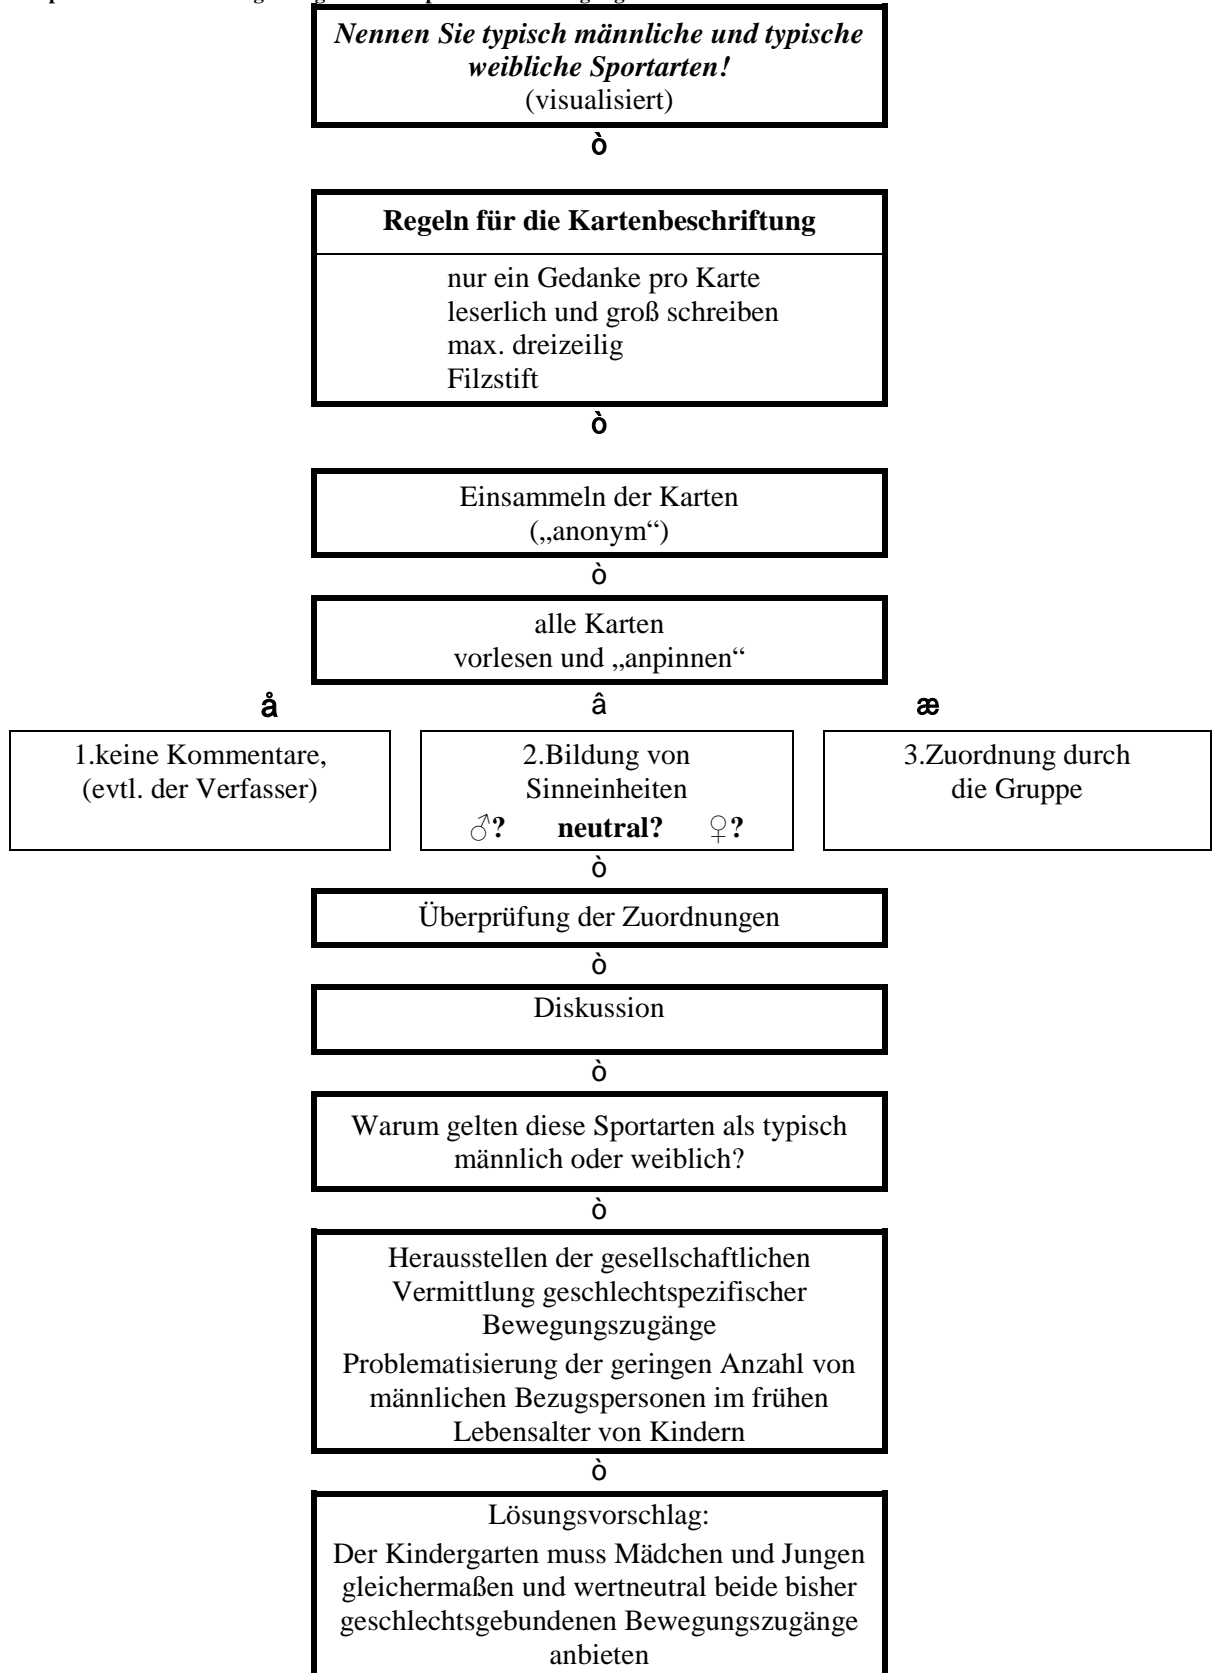 Nennen Sie typisch männliche und typische
weibliche Sportarten!
(visualisiert)
ò
Regeln für die Kartenbeschriftung
nur ein Gedanke pro Karte
leserlich und groß schreiben
max. dreizeilig
Filzstift
ò
Einsammeln der Karten
(„anonym“)
ò
alle Karten
vorlesen und „anpinnen“
å â æ
1.keine Kommentare,
(evtl. der Verfasser)
2.Bildung von
Sinneinheiten
♂? neutral? ♀?
3.Zuordnung durch
die Gruppe
ò
Überprüfung der Zuordnungen
ò
Diskussion
ò
Warum gelten diese Sportarten als typisch
männlich oder weiblich?
ò
Herausstellen der gesellschaftlichen
Vermittlung geschlechtspezifischer
Bewegungszugänge
Problematisierung der geringen Anzahl von
männlichen Bezugspersonen im frühen
Lebensalter von Kindern
ò
Lösungsvorschlag:
Der Kindergarten muss Mädchen und Jungen
gleichermaßen und wertneutral beide bisher
geschlechtsgebundenen Bewegungszugänge
anbieten